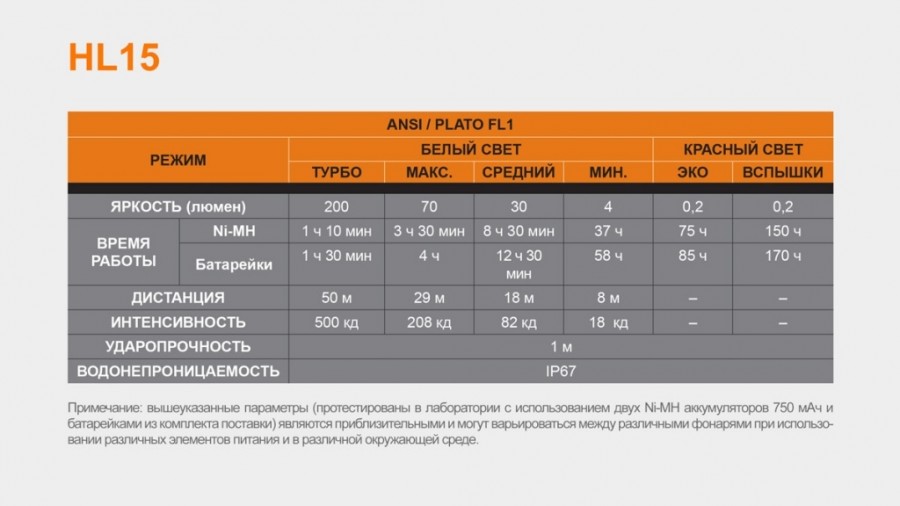 HL15
ANSI / PLATO FL1
РЕЖИМ
БЕЛЫЙ СВЕТ
КРАСНЫЙ СВЕТ
ТУРБО МАКС. СРЕДНИЙ МИН. ЭКО ВСПЫШКИ
ЯРКОСТЬ (люмен) 200 70 30 4 0,2 0,2
ВРЕМЯ
РАБОТЫ
Ni-MH 1 ч 10 мин 3 ч 30 мин 8 ч 30 мин 37 ч 75 ч 150 ч
Батарейки 1 ч 30 мин 4 ч 12 ч 30 58 ч 85 ч 170 ч
мин
ДИСТАНЦИЯ 50 м 29 м 18 м 8 м – –
ИНТЕНСИВНОСТЬ 500 кд 208 кд 82 кд 18 кд – –
УДАРОПРОЧНОСТЬ 1 м
ВОДОНЕПРОНИЦАЕМОСТЬ IP67
Примечание: вышеуказанные параметры (протестированы в лаборатории с использованием двух Ni-MH аккумуляторов 750 мАч и
батарейками из комплекта поставки) являются приблизительными и могут варьироваться между различными фонарями при использо-
вании различных элементов питания и в различной окружающей среде.